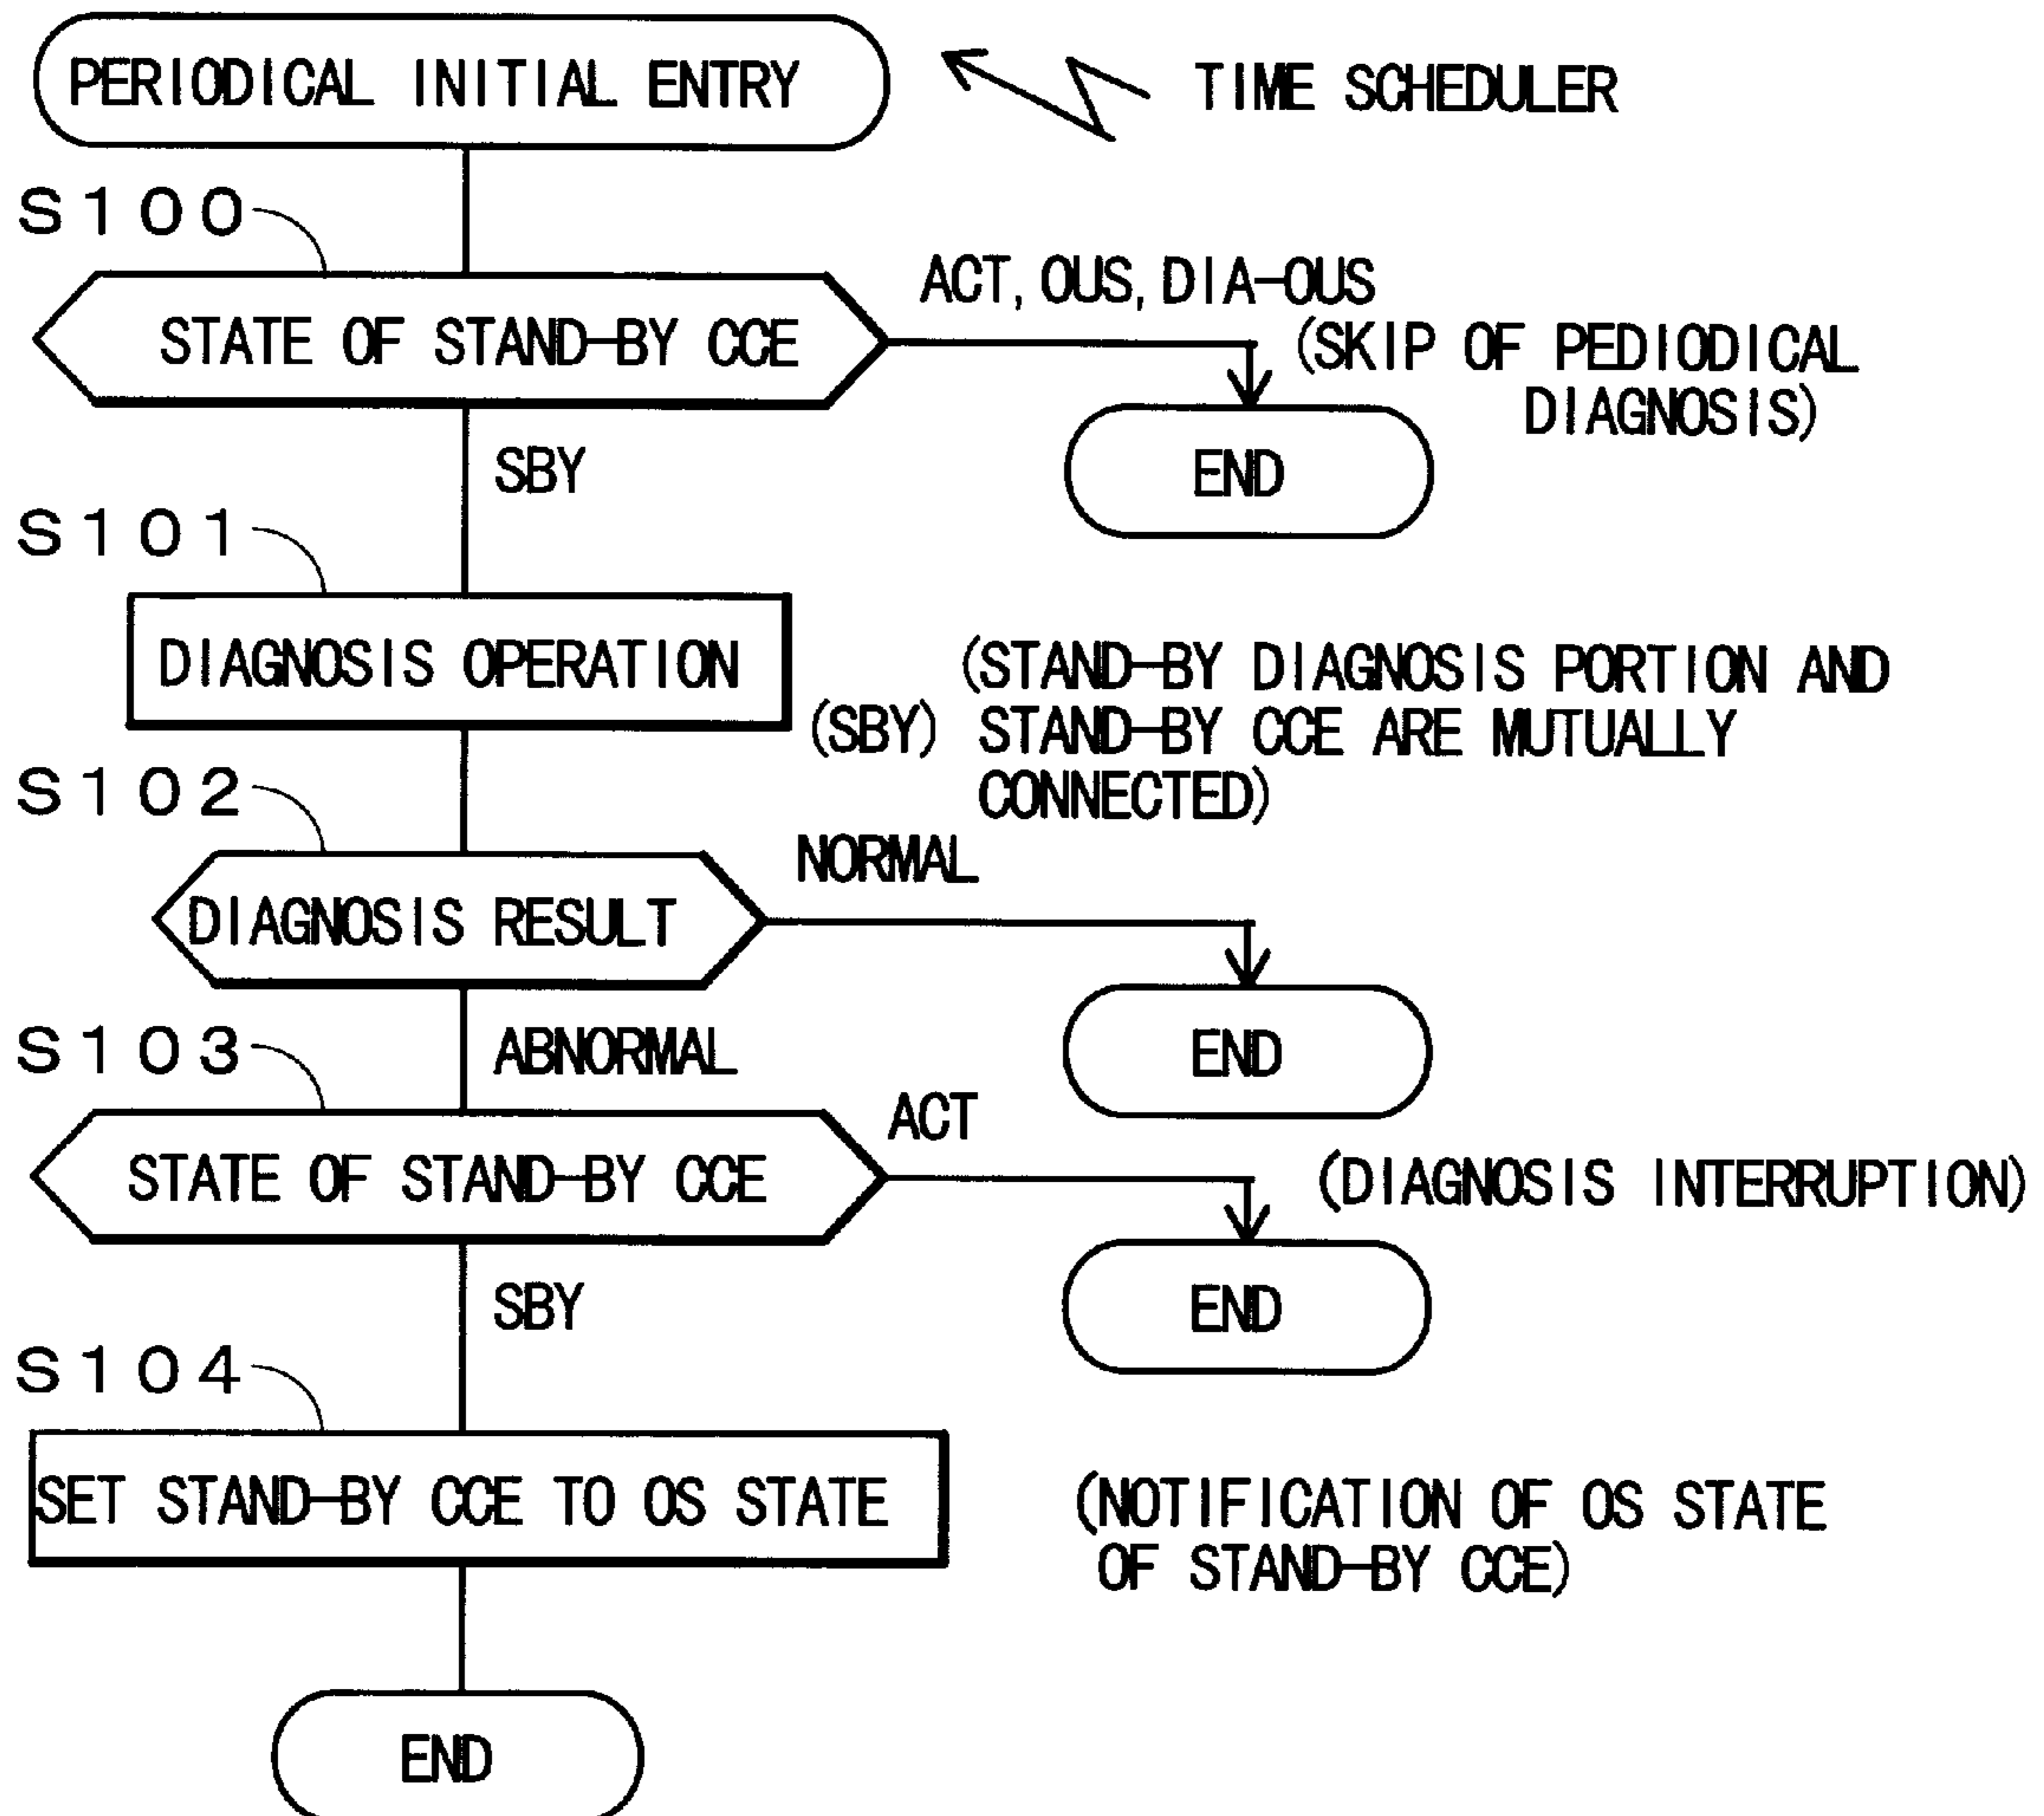 PERIODICAL INITIAL ENTRY
TIME SCHEDULER
S100
ACT, OUS, DIA-OUS
STATE OF STAND-BY CCE
(SKIP OF PEDIODICAL
DIAGNOSIS)
END
SBY
S101
DIAGNOSIS OPERATION
(SBY)
(STAND-BY DIAGNOSIS PORTION AND
STAND-BY CCE ARE MUTUALLY
CONNECTED)
S102
NORMAL
DIAGNOSIS RESULT
END
S103
ABNORMAL
ACT
STATE OF STAND-BY CCE
(DIAGNOSIS INTERRUPTION)
END
SBY
S104
SET STAND-BY CCE TO OS STATE
(NOTIFICATION OF OS STATE
OF STAND-BY CCE)
END